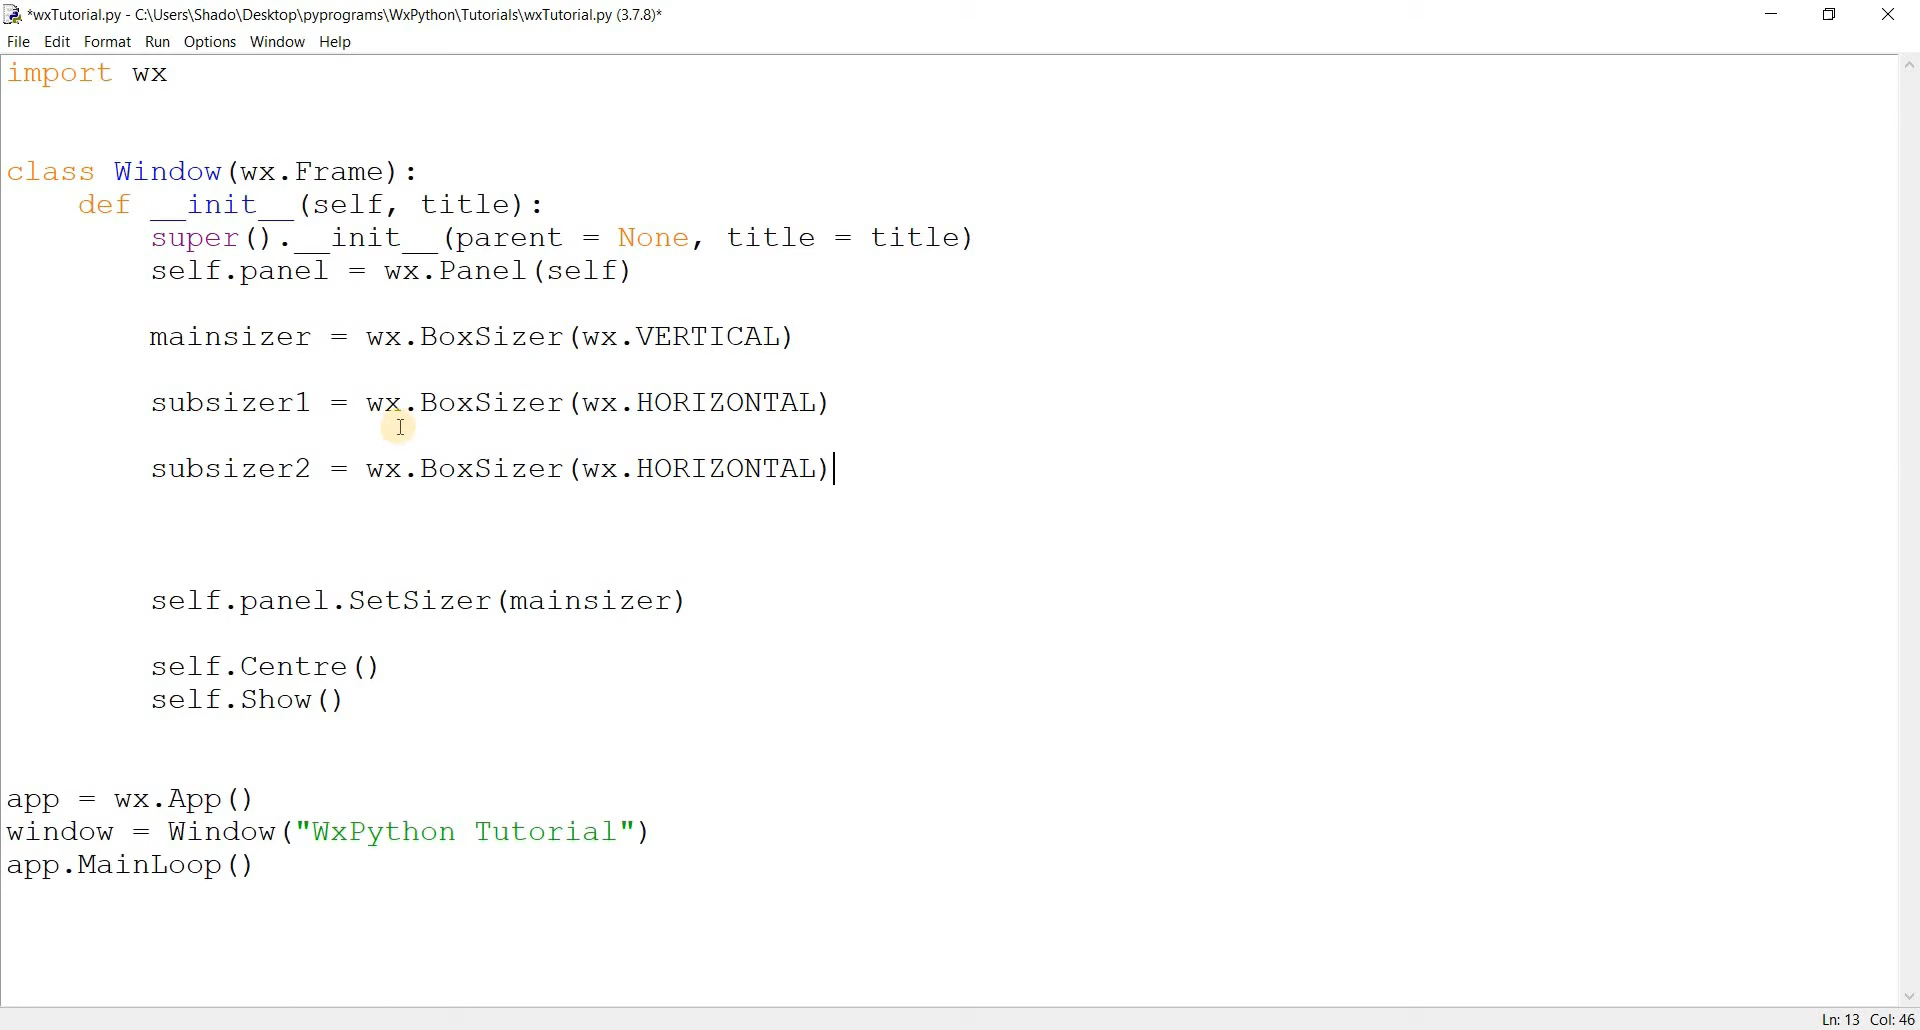 *wxTutorial.py - C:\Users\Shado\Desktop\pyprograms\WxPython\Tutorials\wxTutorial.py (3.7.8)*
File Edit Format Run Options Window Help
import wx
class Window(wx.Frame):
    def __init__(self, title):
        super().__init__(parent = None, title = title)
        self.panel = wx.Panel(self)
        mainsizer = wx.BoxSizer(wx.VERTICAL)
        subsizer1 = wx.BoxSizer(wx.HORIZONTAL)
        subsizer2 = wx.BoxSizer(wx.HORIZONTAL)
        self.panel.SetSizer(mainsizer)
        self.Centre()
        self.Show()
app = wx.App()
window = Window("WxPython Tutorial")
app.MainLoop()
Ln: 13 Col: 46